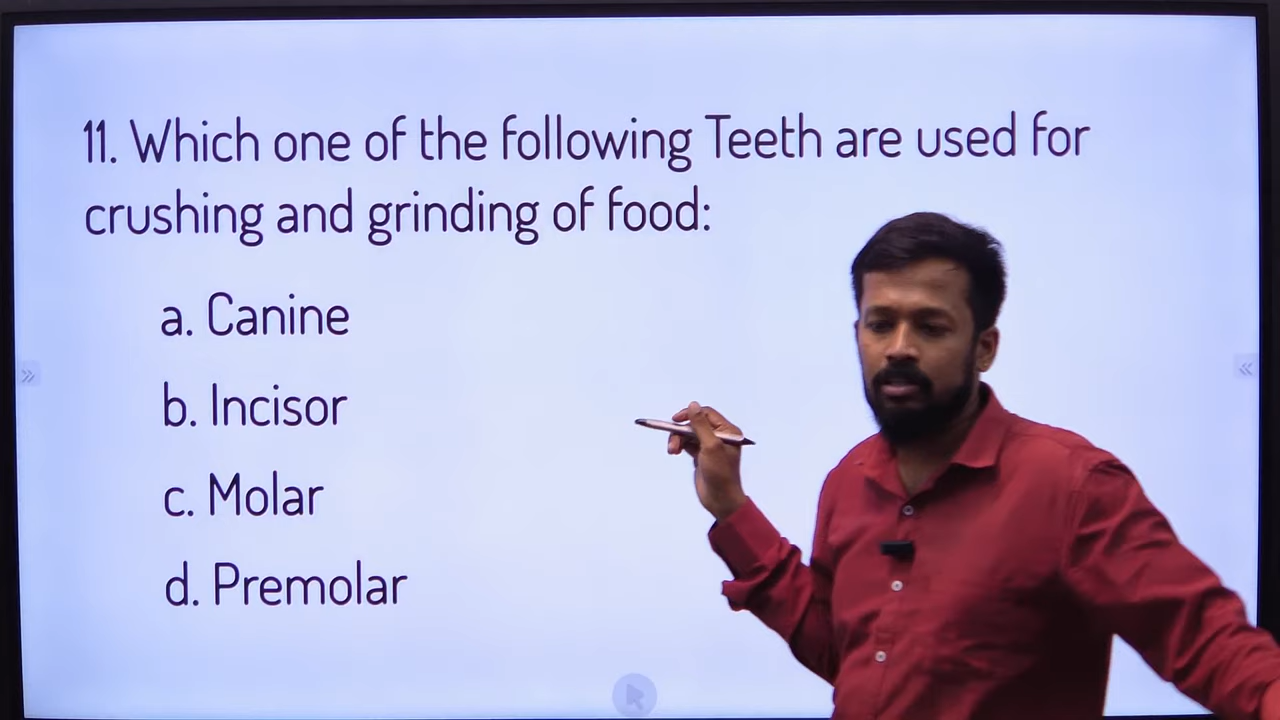 11. Which one of the following Teeth are used for
crushing and grinding of food:
a. Canine
b. Incisor
c. Molar
d. Premolar